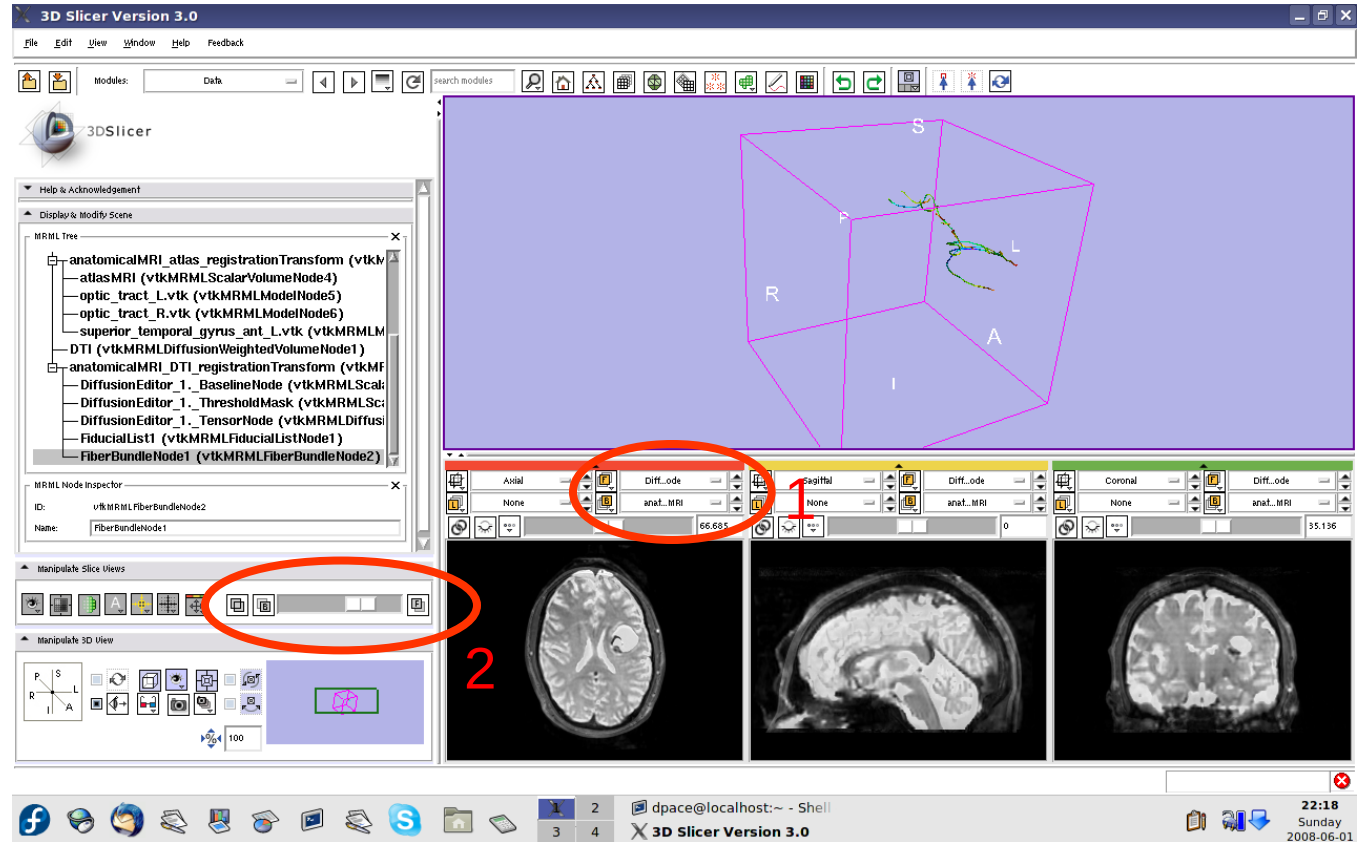 3D Slicer Version 3.0
File Edit View Window Help Feedback
Modules: Data search modules
3DSlicer
Help & Acknowledgement
Display & Modify Scene
MRML Tree
anatomicalMRI_atlas_registrationTransform (vtkM
atlasMRI (vtkMRMLScalarVolumeNode4)
optic_tract_L.vtk (vtkMRMLModelNode5)
optic_tract_R.vtk (vtkMRMLModelNode6)
superior_temporal_gyrus_ant_L.vtk (vtkMRMLM
DTI (vtkMRMLDiffusionWeightedVolumeNode1)
anatomicalMRI_DTI_registrationTransform (vtkMF
DiffusionEditor_1._BaselineNode (vtkMRMLScala
DiffusionEditor_1._ThresholdMask (vtkMRMLSca
DiffusionEditor_1._TensorNode (vtkMRMLDiffusi
FiducialList1 (vtkMRMLFiducialListNode1)
FiberBundleNode1 (vtkMRMLFiberBundleNode2)
MRML Node Inspector
ID: vtkMRMLFiberBundleNode2
Name: FiberBundleNode1
Manipulate Slice Views
A B F
2
Manipulate 3D View
P S
R L
I A
% 100
S
P
L
R
A
I
Axial F Diff...ode
L None B anat...MRI
66.685
1
Sagittal F Diff...ode
L None B anat...MRI
0
Coronal F Diff...ode
L None B anat...MRI
35.136
1 2
3 4
dpace@localhost:~ - Shell
3D Slicer Version 3.0
22:18
Sunday
2008-06-01